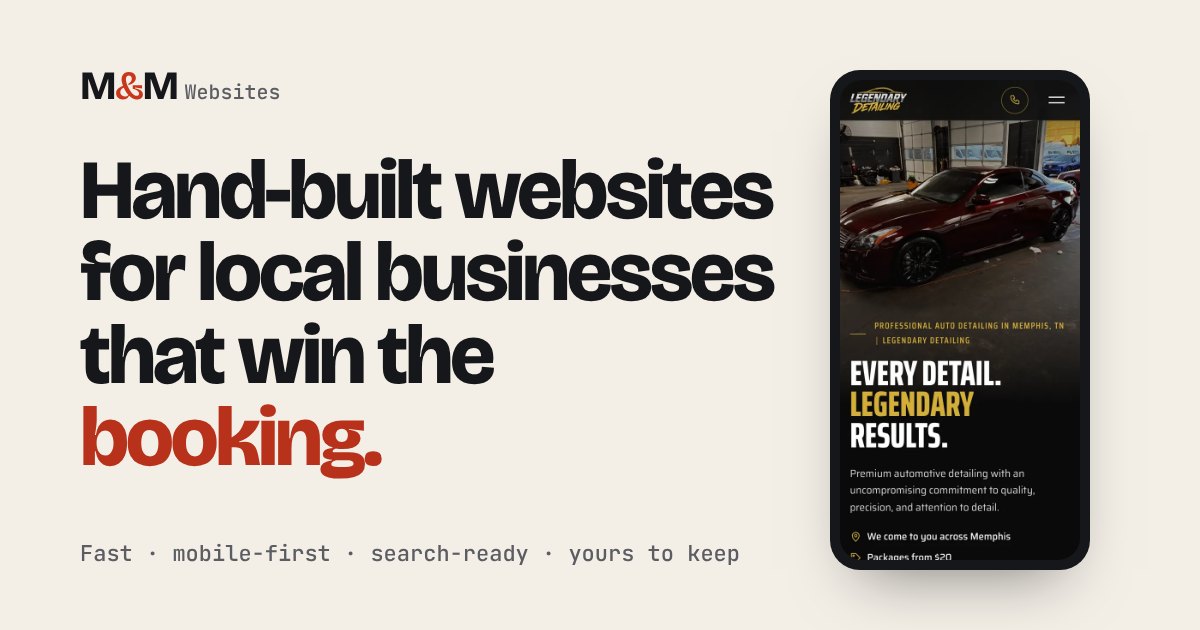 M&M Websites
Hand-built websites
for local businesses
that win the
booking.
Fast · mobile-first · search-ready · yours to keep
LEGENDARY
DETAILING
PROFESSIONAL AUTO DETAILING IN MEMPHIS, TN
| LEGENDARY DETAILING
EVERY DETAIL.
LEGENDARY
RESULTS.
Premium automotive detailing with an
uncompromising commitment to quality,
precision, and attention to detail.
We come to you across Memphis
Packages from $20